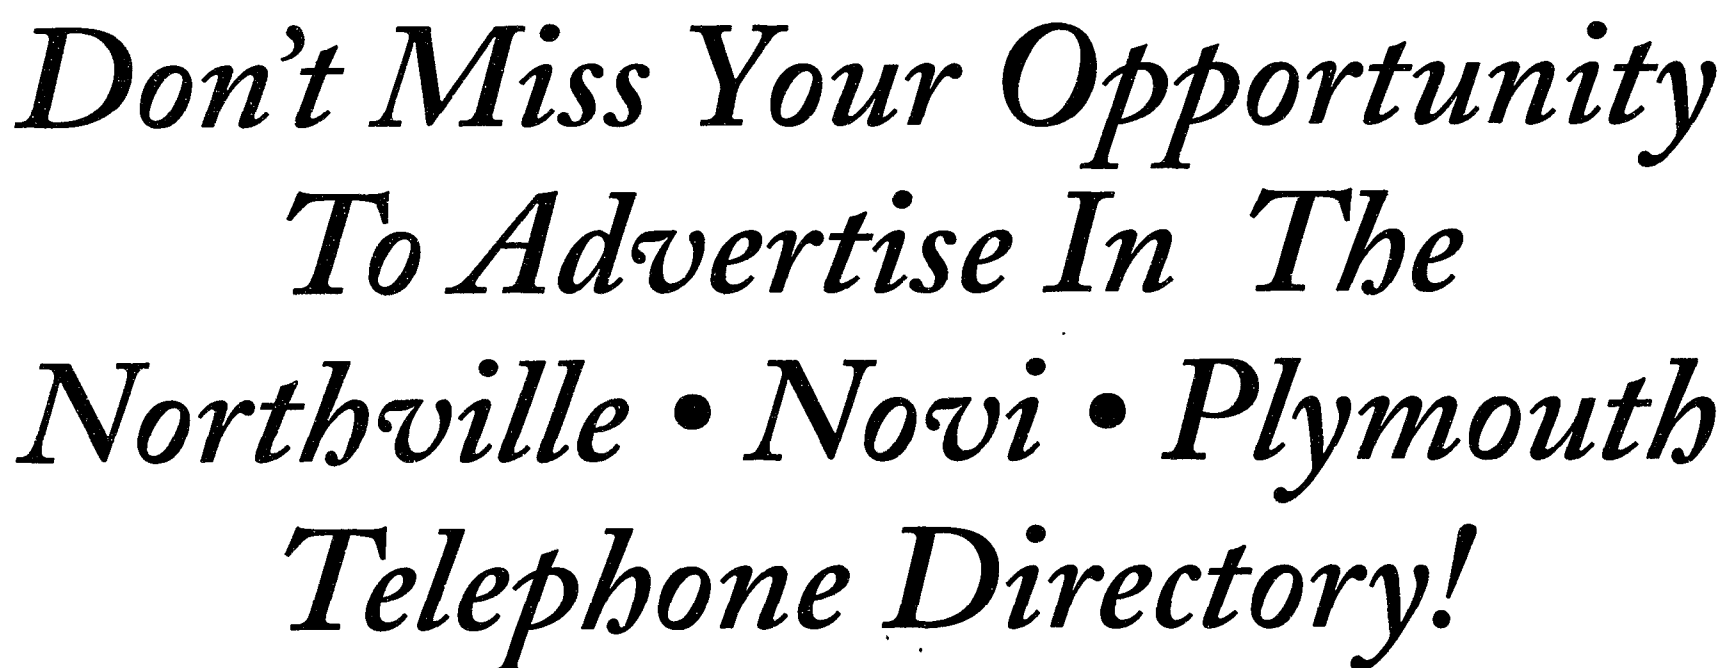 Don't Miss Your Opportunity
To Advertise In The
Northville • Novi • Plymouth
Telephone Directory!